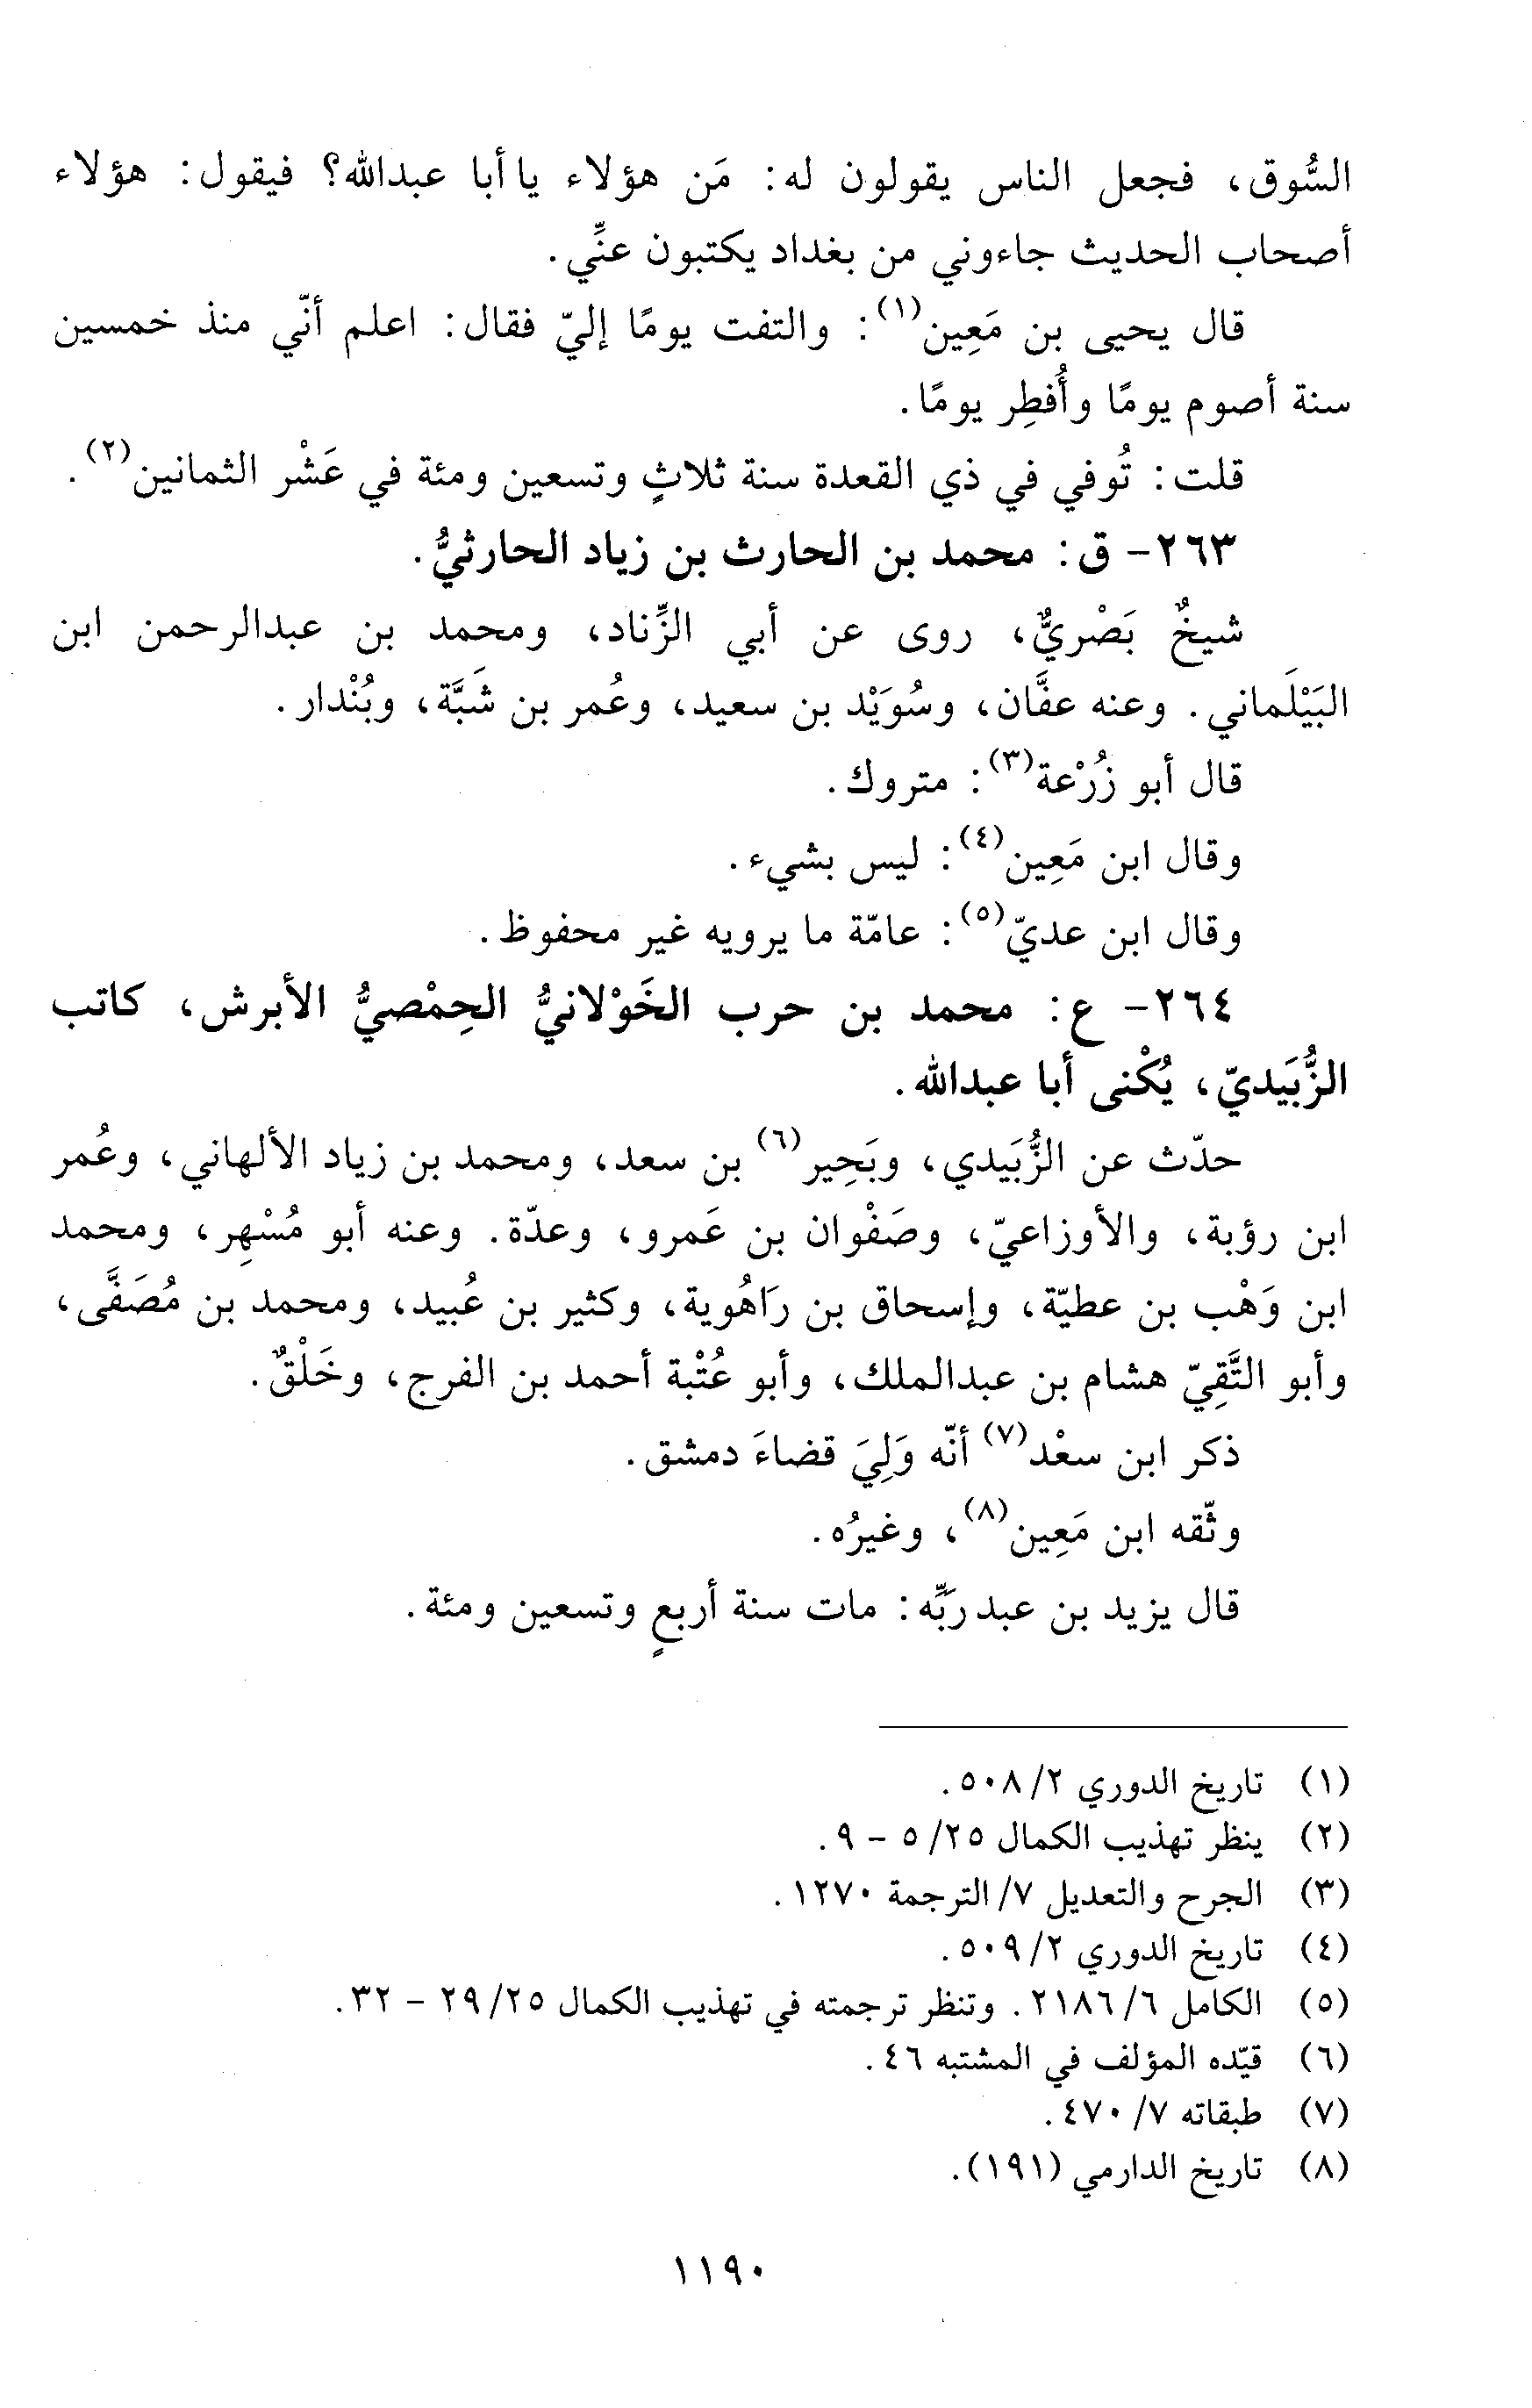 السُّوق، فجعل الناس يقولون له: مَن هؤلاء يا أبا عبدالله؟ فيقول: هؤلاء
أصحاب الحديث جاءوني من بغداد يكتبون عنِّي.
قال يحيى بن مَعِين(١): والتفت يومًا إليّ فقال: اعلم أنّي منذ خمسين
سنة أصوم يومًا وأُفطِر يومًا.
قلت: تُوفي في ذي القعدة سنة ثلاثٍ وتسعين ومئة في عَشْر الثمانين(٢).
٢٦٣- ق: محمد بن الحارث بن زياد الحارثيُّ.
شيخٌ بَصْريٌّ، روى عن أبي الزِّناد، ومحمد بن عبدالرحمن ابن
البَيْلَماني. وعنه عفَّان، وسُوَيْد بن سعيد، وعُمر بن شَبَّة، وبُنْدار.
قال أبو زُرْعة(٣): متروك.
وقال ابن مَعِين(٤): ليس بشيء.
وقال ابن عديّ(٥): عامّة ما يرويه غير محفوظ.
٢٦٤- ع: محمد بن حرب الخَوْلانيُّ الحِمْصيُّ الأبرش، كاتب
الزُّبَيديّ، يُكْنى أبا عبدالله.
حدّث عن الزُّبَيدي، وبَحِير(٦) بن سعد، ومحمد بن زياد الألهاني، وعُمر
ابن رؤبة، والأوزاعيّ، وصَفْوان بن عَمرو، وعدّة. وعنه أبو مُسْهِر، ومحمد
ابن وَهْب بن عطيّة، وإسحاق بن رَاهُوية، وكثير بن عُبيد، ومحمد بن مُصَفَّى،
وأبو التَّقِيّ هشام بن عبدالملك، وأبو عُتْبة أحمد بن الفرج، وخَلْقٌ.
ذكر ابن سعْد(٧) أنّه وَلِيَ قضاءَ دمشق.
وثّقه ابن مَعِين(٨)، وغيرُه.
قال يزيد بن عبد ربِّه: مات سنة أربعٍ وتسعين ومئة.
(١) تاريخ الدوري ٢/ ٥٠٨.
(٢) ينظر تهذيب الكمال ٢٥/ ٥ - ٩.
(٣) الجرح والتعديل ٧/ الترجمة ١٢٧٠.
(٤) تاريخ الدوري ٢/ ٥٠٩.
(٥) الكامل ٦/ ٢١٨٦. وتنظر ترجمته في تهذيب الكمال ٢٥/ ٢٩ - ٣٢.
(٦) قيّده المؤلف في المشتبه ٤٦.
(٧) طبقاته ٧/ ٤٧٠.
(٨) تاريخ الدارمي (١٩١).
١١٩٠